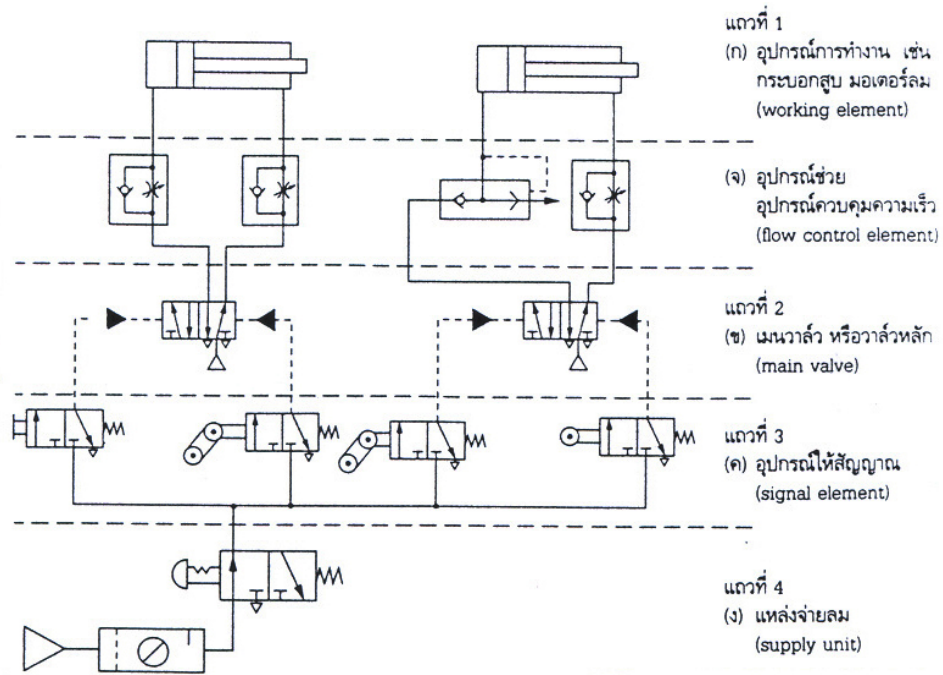 แถวที่ 1
(ก) อุปกรณ์การทำงาน เช่น
กระบอกสูบ มอเตอร์ลม
(working element)
(จ) อุปกรณ์ช่วย
อุปกรณ์ควบคุมความเร็ว
(flow control element)
แถวที่ 2
(ข) เมนวาล์ว หรือวาล์วหลัก
(main valve)
แถวที่ 3
(ค) อุปกรณ์ให้สัญญาณ
(signal element)
แถวที่ 4
(ง) แหล่งจ่ายลม
(supply unit)